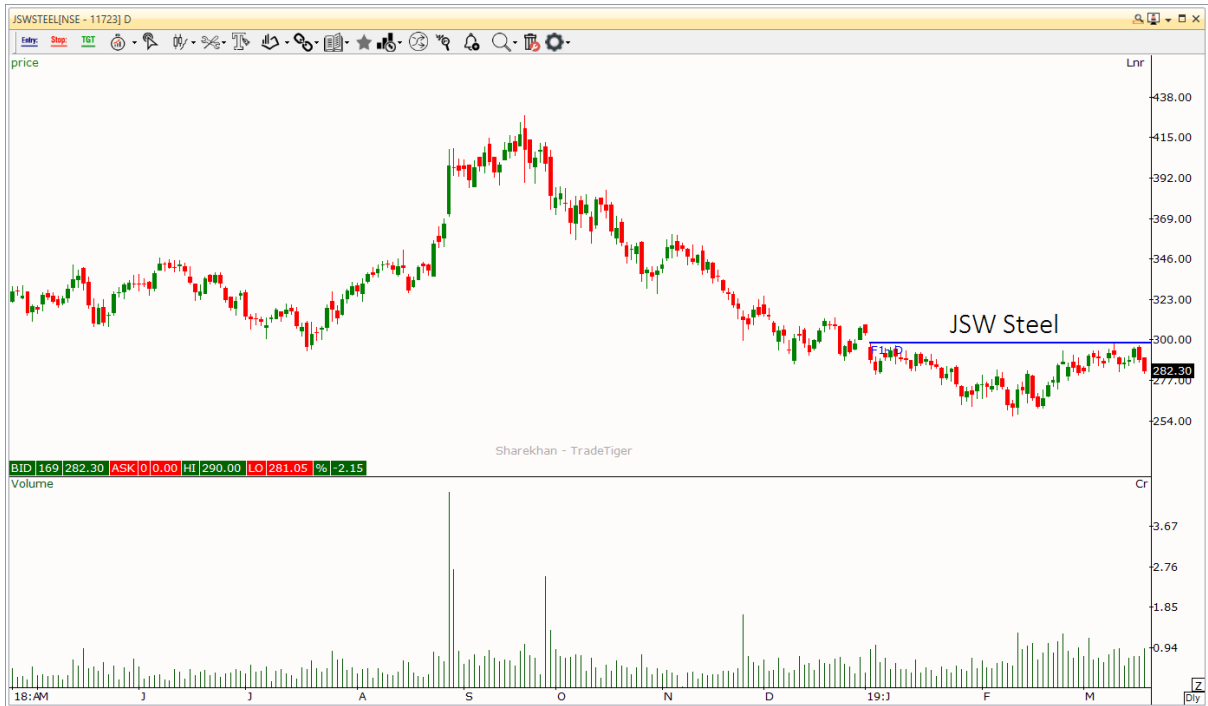 JSWSTEEL[NSE - 11723] D
Entry: Stop: TGT
price Lnr
438.00
415.00
392.00
369.00
346.00
323.00
JSW Steel
300.00
F1: D
282.30
277.00
254.00
Sharekhan - TradeTiger
BID 169 282.30 ASK 0 0.00 HI 290.00 LO 281.05 % -2.15
Volume Cr
3.67
2.76
1.85
0.94
18:AM J J A S O N D 19:J F M
Z
Dly